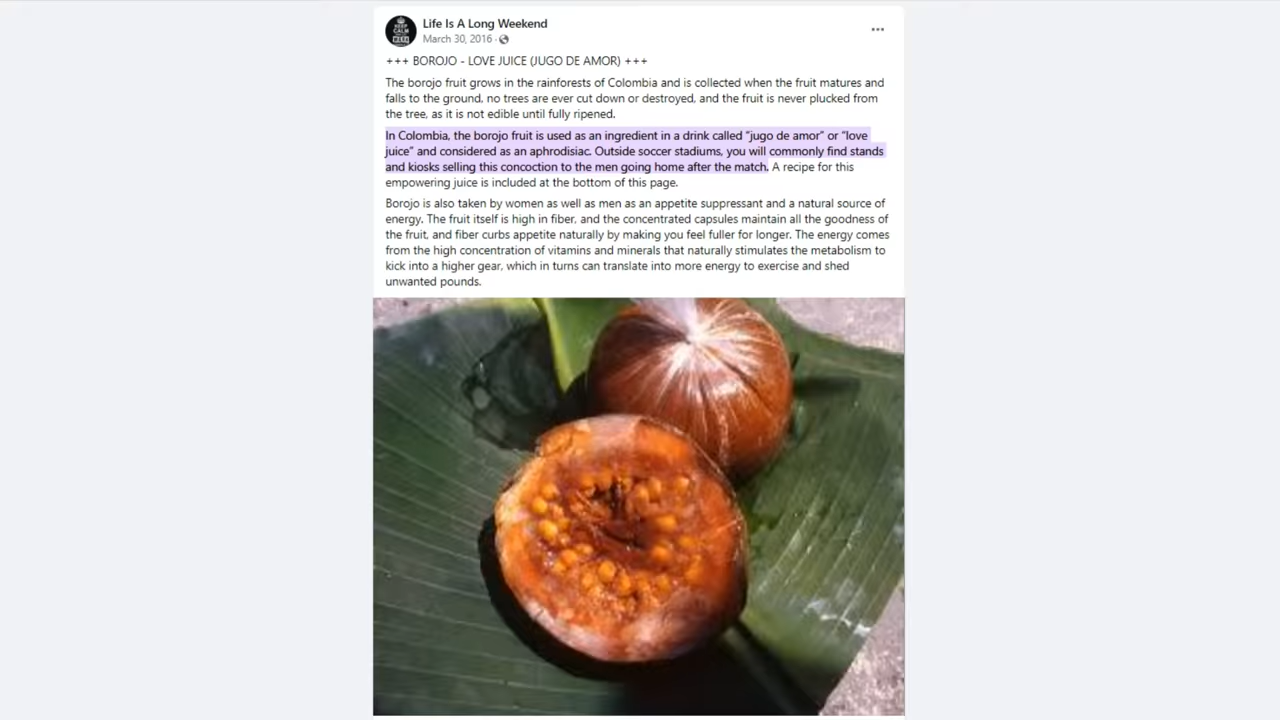 KEEP
CALM
Life Is A Long Weekend
March 30, 2016 ·
+++ BOROJO - LOVE JUICE (JUGO DE AMOR) +++
The borojo fruit grows in the rainforests of Colombia and is collected when the fruit matures and
falls to the ground, no trees are ever cut down or destroyed, and the fruit is never plucked from
the tree, as it is not edible until fully ripened.
In Colombia, the borojo fruit is used as an ingredient in a drink called “jugo de amor” or “love
juice” and considered as an aphrodisiac. Outside soccer stadiums, you will commonly find stands
and kiosks selling this concoction to the men going home after the match. A recipe for this
empowering juice is included at the bottom of this page.
Borojo is also taken by women as well as men as an appetite suppressant and a natural source of
energy. The fruit itself is high in fiber, and the concentrated capsules maintain all the goodness of
the fruit, and fiber curbs appetite naturally by making you feel fuller for longer. The energy comes
from the high concentration of vitamins and minerals that naturally stimulates the metabolism to
kick into a higher gear, which in turns can translate into more energy to exercise and shed
unwanted pounds.